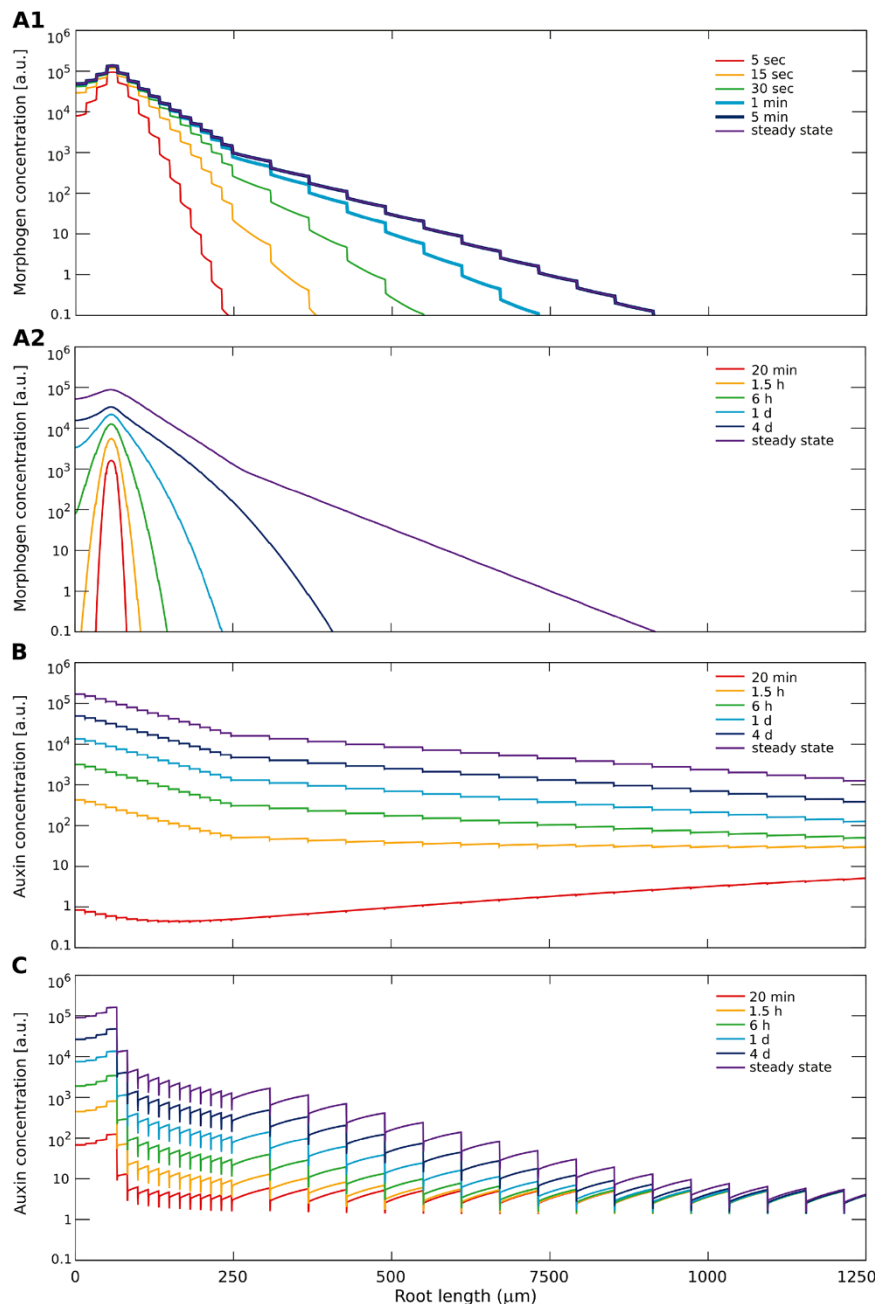 A1
Morphogen concentration [a.u.]
10^6
10^5
10^4
10^3
10^2
10
1
0.1
5 sec
15 sec
30 sec
1 min
5 min
steady state
A2
Morphogen concentration [a.u.]
10^6
10^5
10^4
10^3
10^2
10
1
0.1
20 min
1.5 h
6 h
1 d
4 d
steady state
B
Auxin concentration [a.u.]
10^6
10^5
10^4
10^3
10^2
10
1
0.1
20 min
1.5 h
6 h
1 d
4 d
steady state
C
Auxin concentration [a.u.]
10^6
10^5
10^4
10^3
10^2
10
1
0.1
20 min
1.5 h
6 h
1 d
4 d
steady state
0 250 500 7500 1000 1250
Root length (μm)